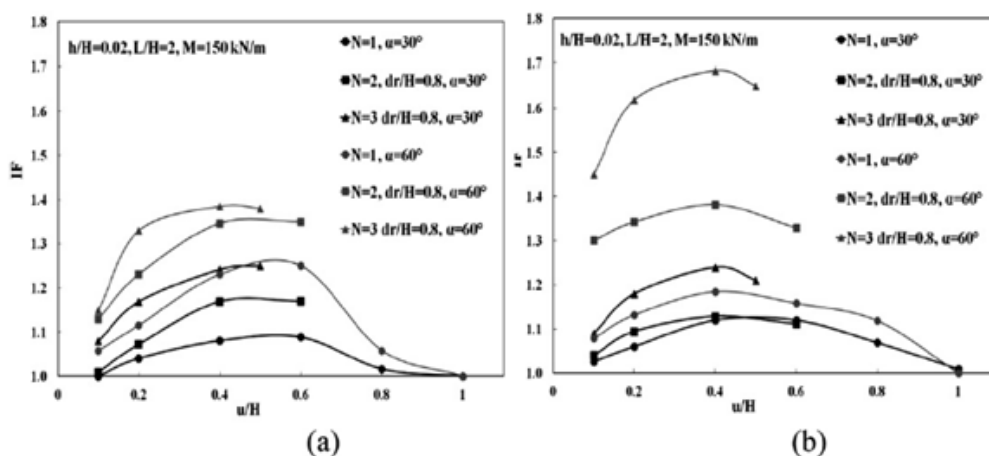 1.8
1.7
1.6
1.5
1.4
1.3
1.2
1.1
1.0
IF
h/H=0.02, L/H=2, M=150 kN/m
N=1, α=30°
N=2, dr/H=0.8, α=30°
N=3 dr/H=0.8, α=30°
N=1, α=60°
N=2, dr/H=0.8, α=60°
N=3 dr/H=0.8, α=60°
0 0.2 0.4 0.6 0.8 1
u/H
(a)
1.8
1.7
1.6
1.5
1.4
1.3
1.2
1.1
1.0
h/H=0.02, L/H=2, M=150 kN/m
N=1, α=30°
N=2, dr/H=0.8, α=30°
N=3 dr/H=0.8, α=30°
N=1, α=60°
N=2, dr/H=0.8, α=60°
N=3 dr/H=0.8, α=60°
0 0.2 0.4 0.6 0.8 1
u/H
(b)